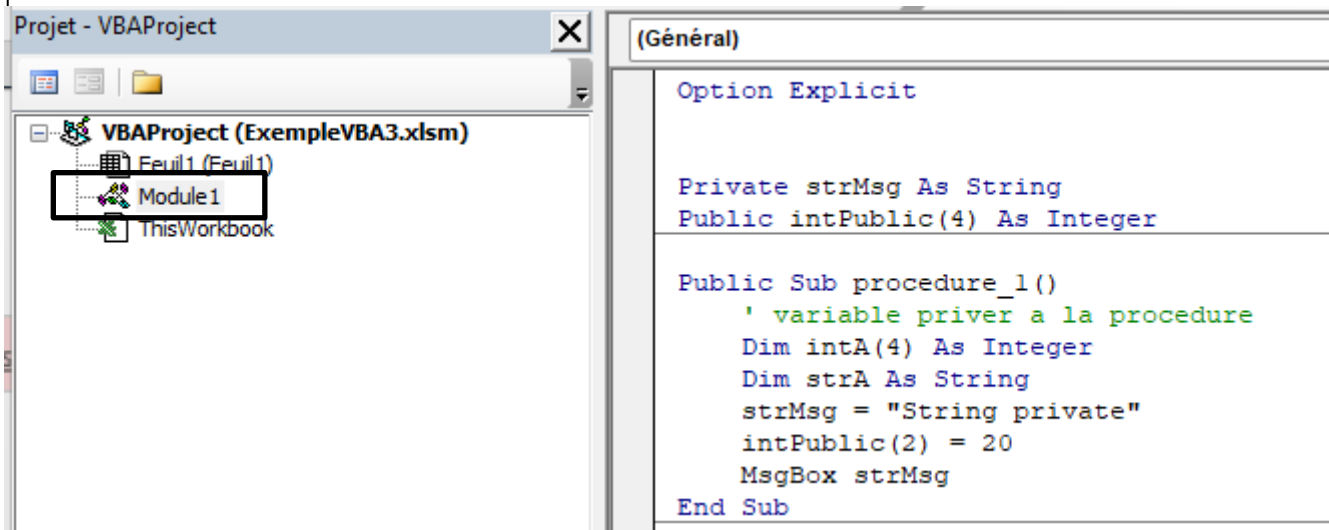 Projet - VBAProject
VBAProject (ExempleVBA3.xlsm)
Feuil1 (Feuil1)
Module1
ThisWorkbook
(Général)
Option Explicit
Private strMsg As String
Public intPublic(4) As Integer
Public Sub procedure_1()
' variable priver a la procedure
Dim intA(4) As Integer
Dim strA As String
strMsg = "String private"
intPublic(2) = 20
MsgBox strMsg
End Sub